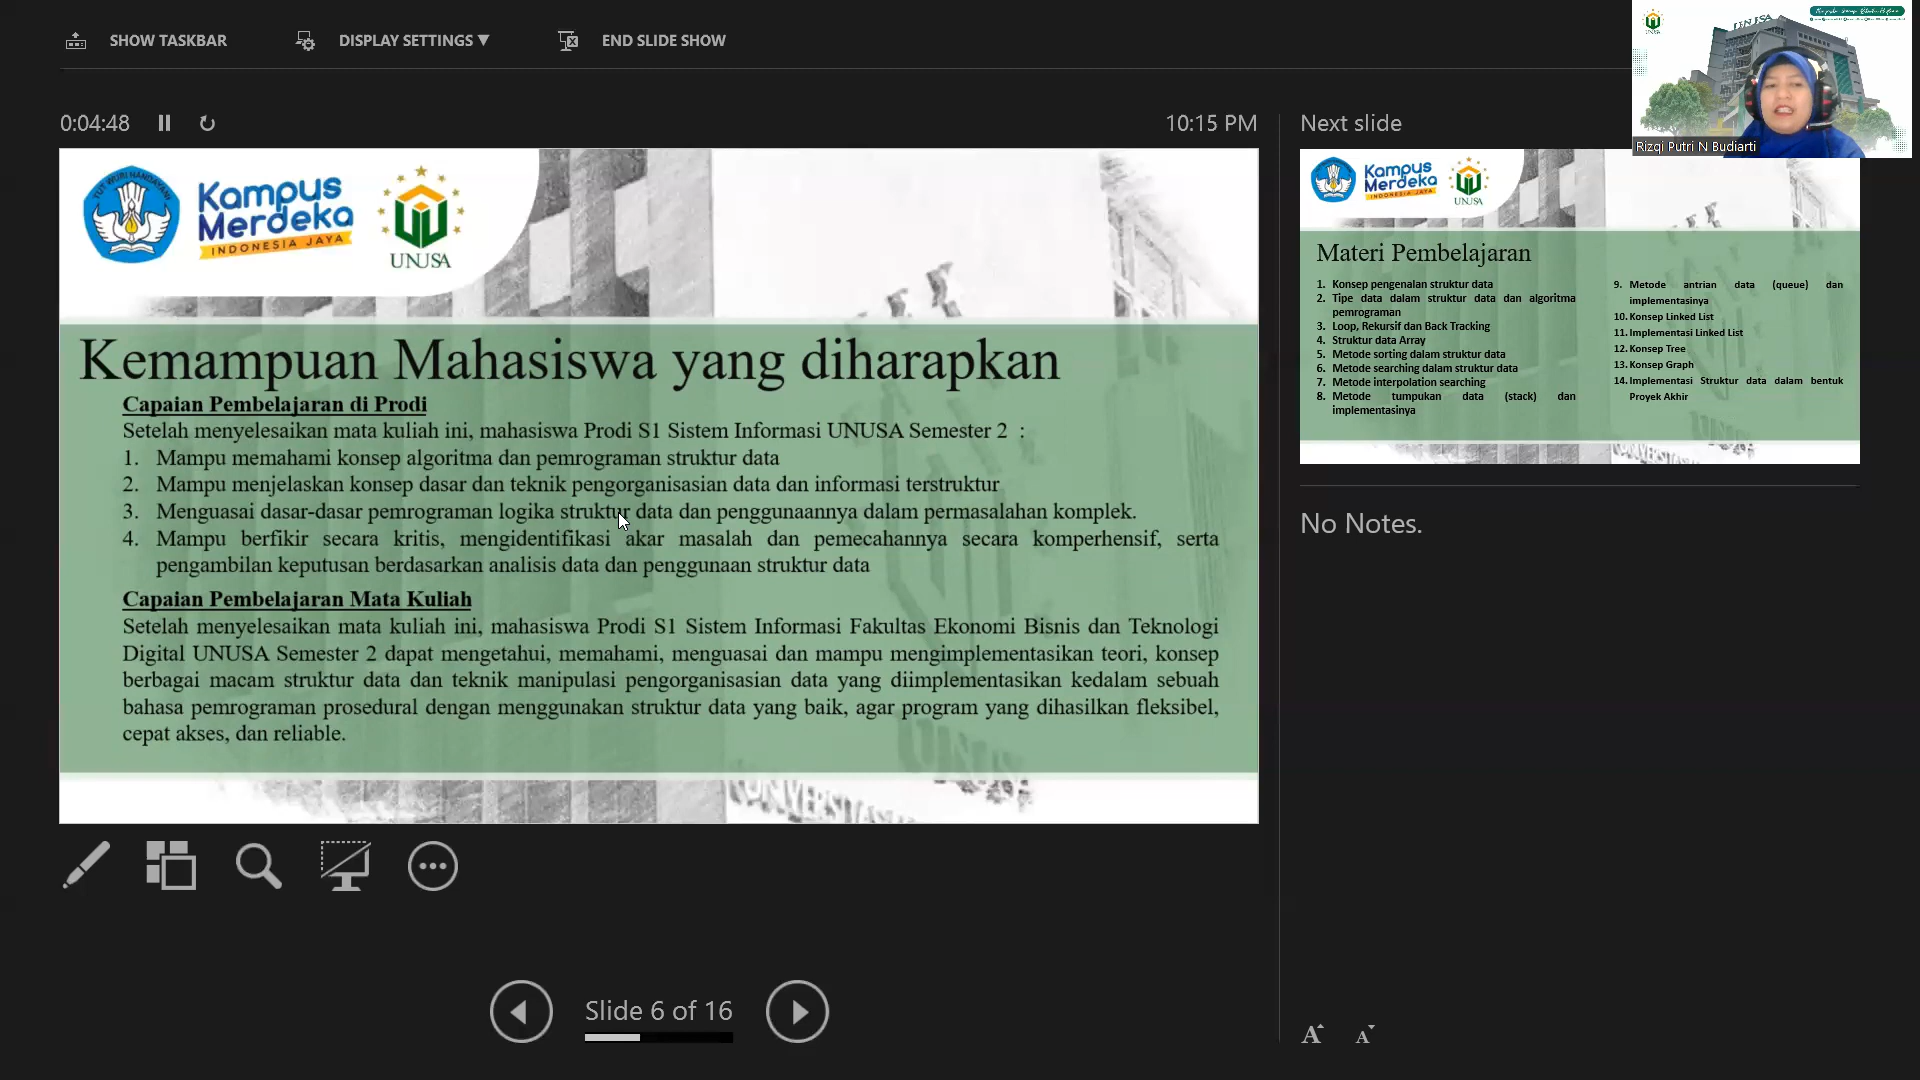 SHOW TASKBAR
DISPLAY SETTINGS ▼
END SLIDE SHOW
UNUSA
Rizqi Putri N Budiarti
0:04:48
10:15 PM
TUT WURI HANDAYANI
Kampus
Merdeka
INDONESIA JAYA
UNUSA
Kemampuan Mahasiswa yang diharapkan
Capaian Pembelajaran di Prodi
Setelah menyelesaikan mata kuliah ini, mahasiswa Prodi S1 Sistem Informasi UNUSA Semester 2 :
1. Mampu memahami konsep algoritma dan pemrograman struktur data
2. Mampu menjelaskan konsep dasar dan teknik pengorganisasian data dan informasi terstruktur
3. Menguasai dasar-dasar pemrograman logika struktur data dan penggunaannya dalam permasalahan komplek.
4. Mampu berfikir secara kritis, mengidentifikasi akar masalah dan pemecahannya secara komperhensif, serta
pengambilan keputusan berdasarkan analisis data dan penggunaan struktur data
Capaian Pembelajaran Mata Kuliah
Setelah menyelesaikan mata kuliah ini, mahasiswa Prodi S1 Sistem Informasi Fakultas Ekonomi Bisnis dan Teknologi
Digital UNUSA Semester 2 dapat mengetahui, memahami, menguasai dan mampu mengimplementasikan teori, konsep
berbagai macam struktur data dan teknik manipulasi pengorganisasian data yang diimplementasikan kedalam sebuah
bahasa pemrograman prosedural dengan menggunakan struktur data yang baik, agar program yang dihasilkan fleksibel,
cepat akses, dan reliable.
Slide 6 of 16
Next slide
Kampus
Merdeka
INDONESIA JAYA
UNUSA
Materi Pembelajaran
1. Konsep pengenalan struktur data
2. Tipe data dalam struktur data dan algoritma
pemrograman
3. Loop, Rekursif dan Back Tracking
4. Struktur data Array
5. Metode sorting dalam struktur data
6. Metode searching dalam struktur data
7. Metode interpolation searching
8. Metode tumpukan data (stack) dan
implementasinya
9. Metode antrian data (queue) dan
implementasinya
10. Konsep Linked List
11. Implementasi Linked List
12. Konsep Tree
13. Konsep Graph
14. Implementasi Struktur data dalam bentuk
Proyek Akhir
No Notes.
A A